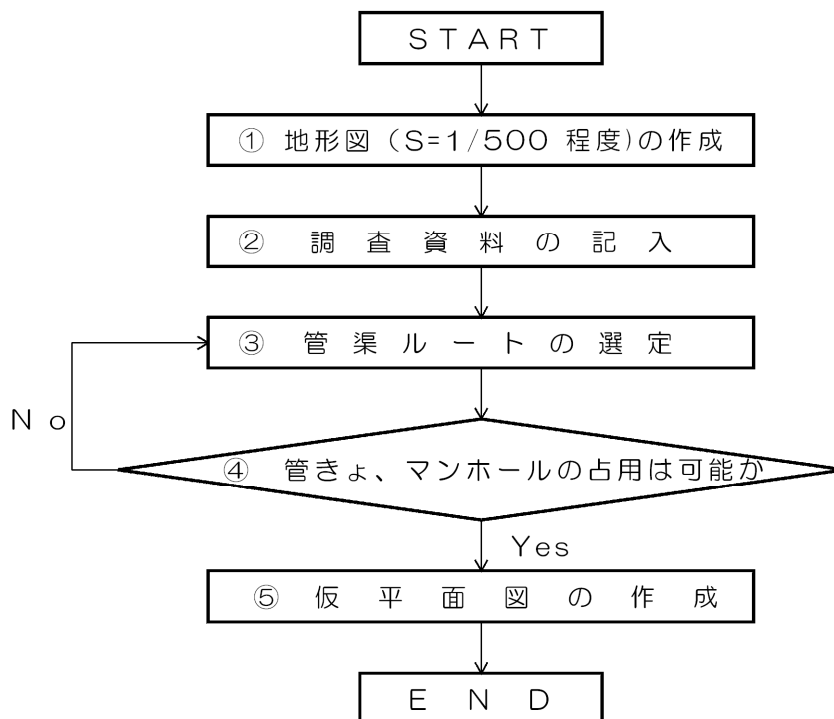 START
① 地形図（S=1/500 程度)の作成
② 調査資料の記入
③ 管渠ルートの選定
No
④ 管きょ、マンホールの占用は可能か
Yes
⑤ 仮平面図の作成
END